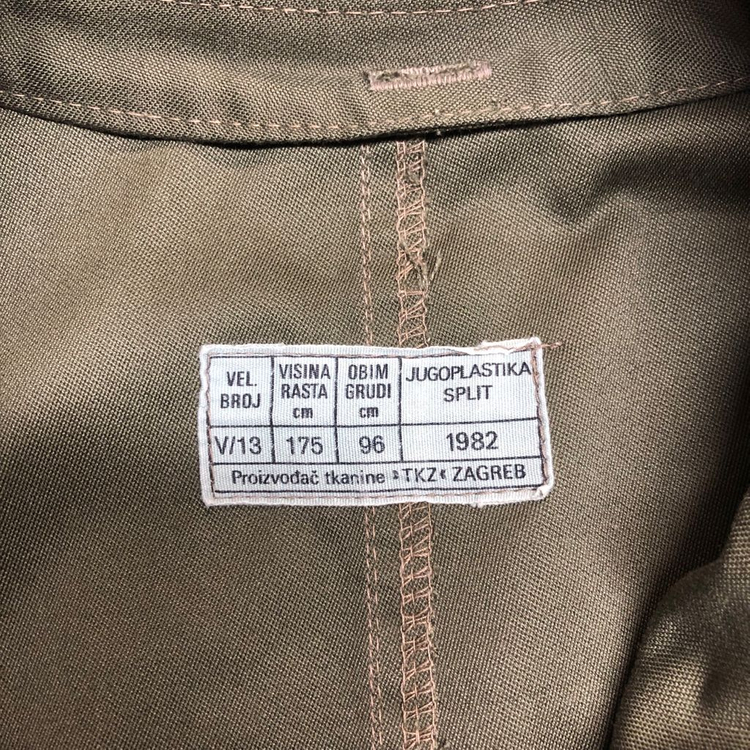 VEL. BROJ VISINA RASTA cm OBIM GRUDI cm JUGOPLASTIKA SPLIT
V/13 175 96 1982
Proizvođač tkanine »TKZ« ZAGREB